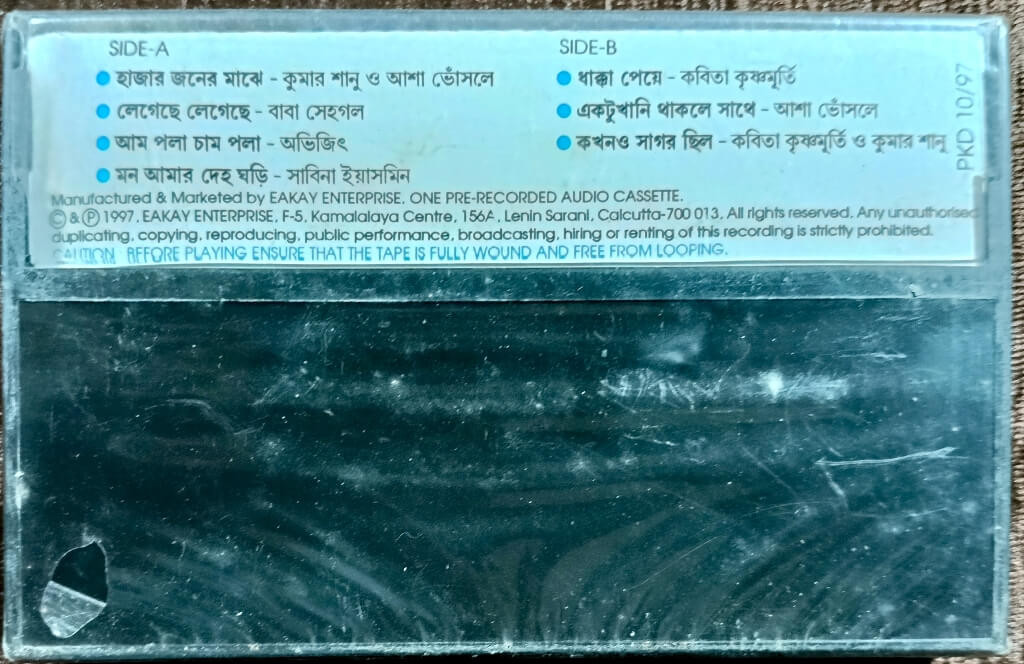 SIDE-A
হাজার জনের মাঝে - কুমার শানু ও আশা ভোঁসলে
লেগেছে লেগেছে - বাবা সেহগল
আম পলা চাম পলা - অভিজিৎ
মন আমার দেহ ঘড়ি - সাবিনা ইয়াসমিন
SIDE-B
ধাক্কা পেয়ে - কবিতা কৃষ্ণমূর্তি
একটুখানি থাকলে সাথে - আশা ভোঁসলে
কখনও সাগর ছিল - কবিতা কৃষ্ণমূর্তি ও কুমার শানু
PKD 10/97
Manufactured & Marketed by EAKAY ENTERPRISE. ONE PRE-RECORDED AUDIO CASSETTE.
© & ℗ 1997. EAKAY ENTERPRISE, F-5, Kamalalaya Centre, 156A, Lenin Sarani, Calcutta-700 013. All rights reserved. Any unauthorised
duplicating, copying, reproducing, public performance, broadcasting, hiring or renting of this recording is strictly prohibited.
CAUTION : BEFORE PLAYING ENSURE THAT THE TAPE IS FULLY WOUND AND FREE FROM LOOPING.